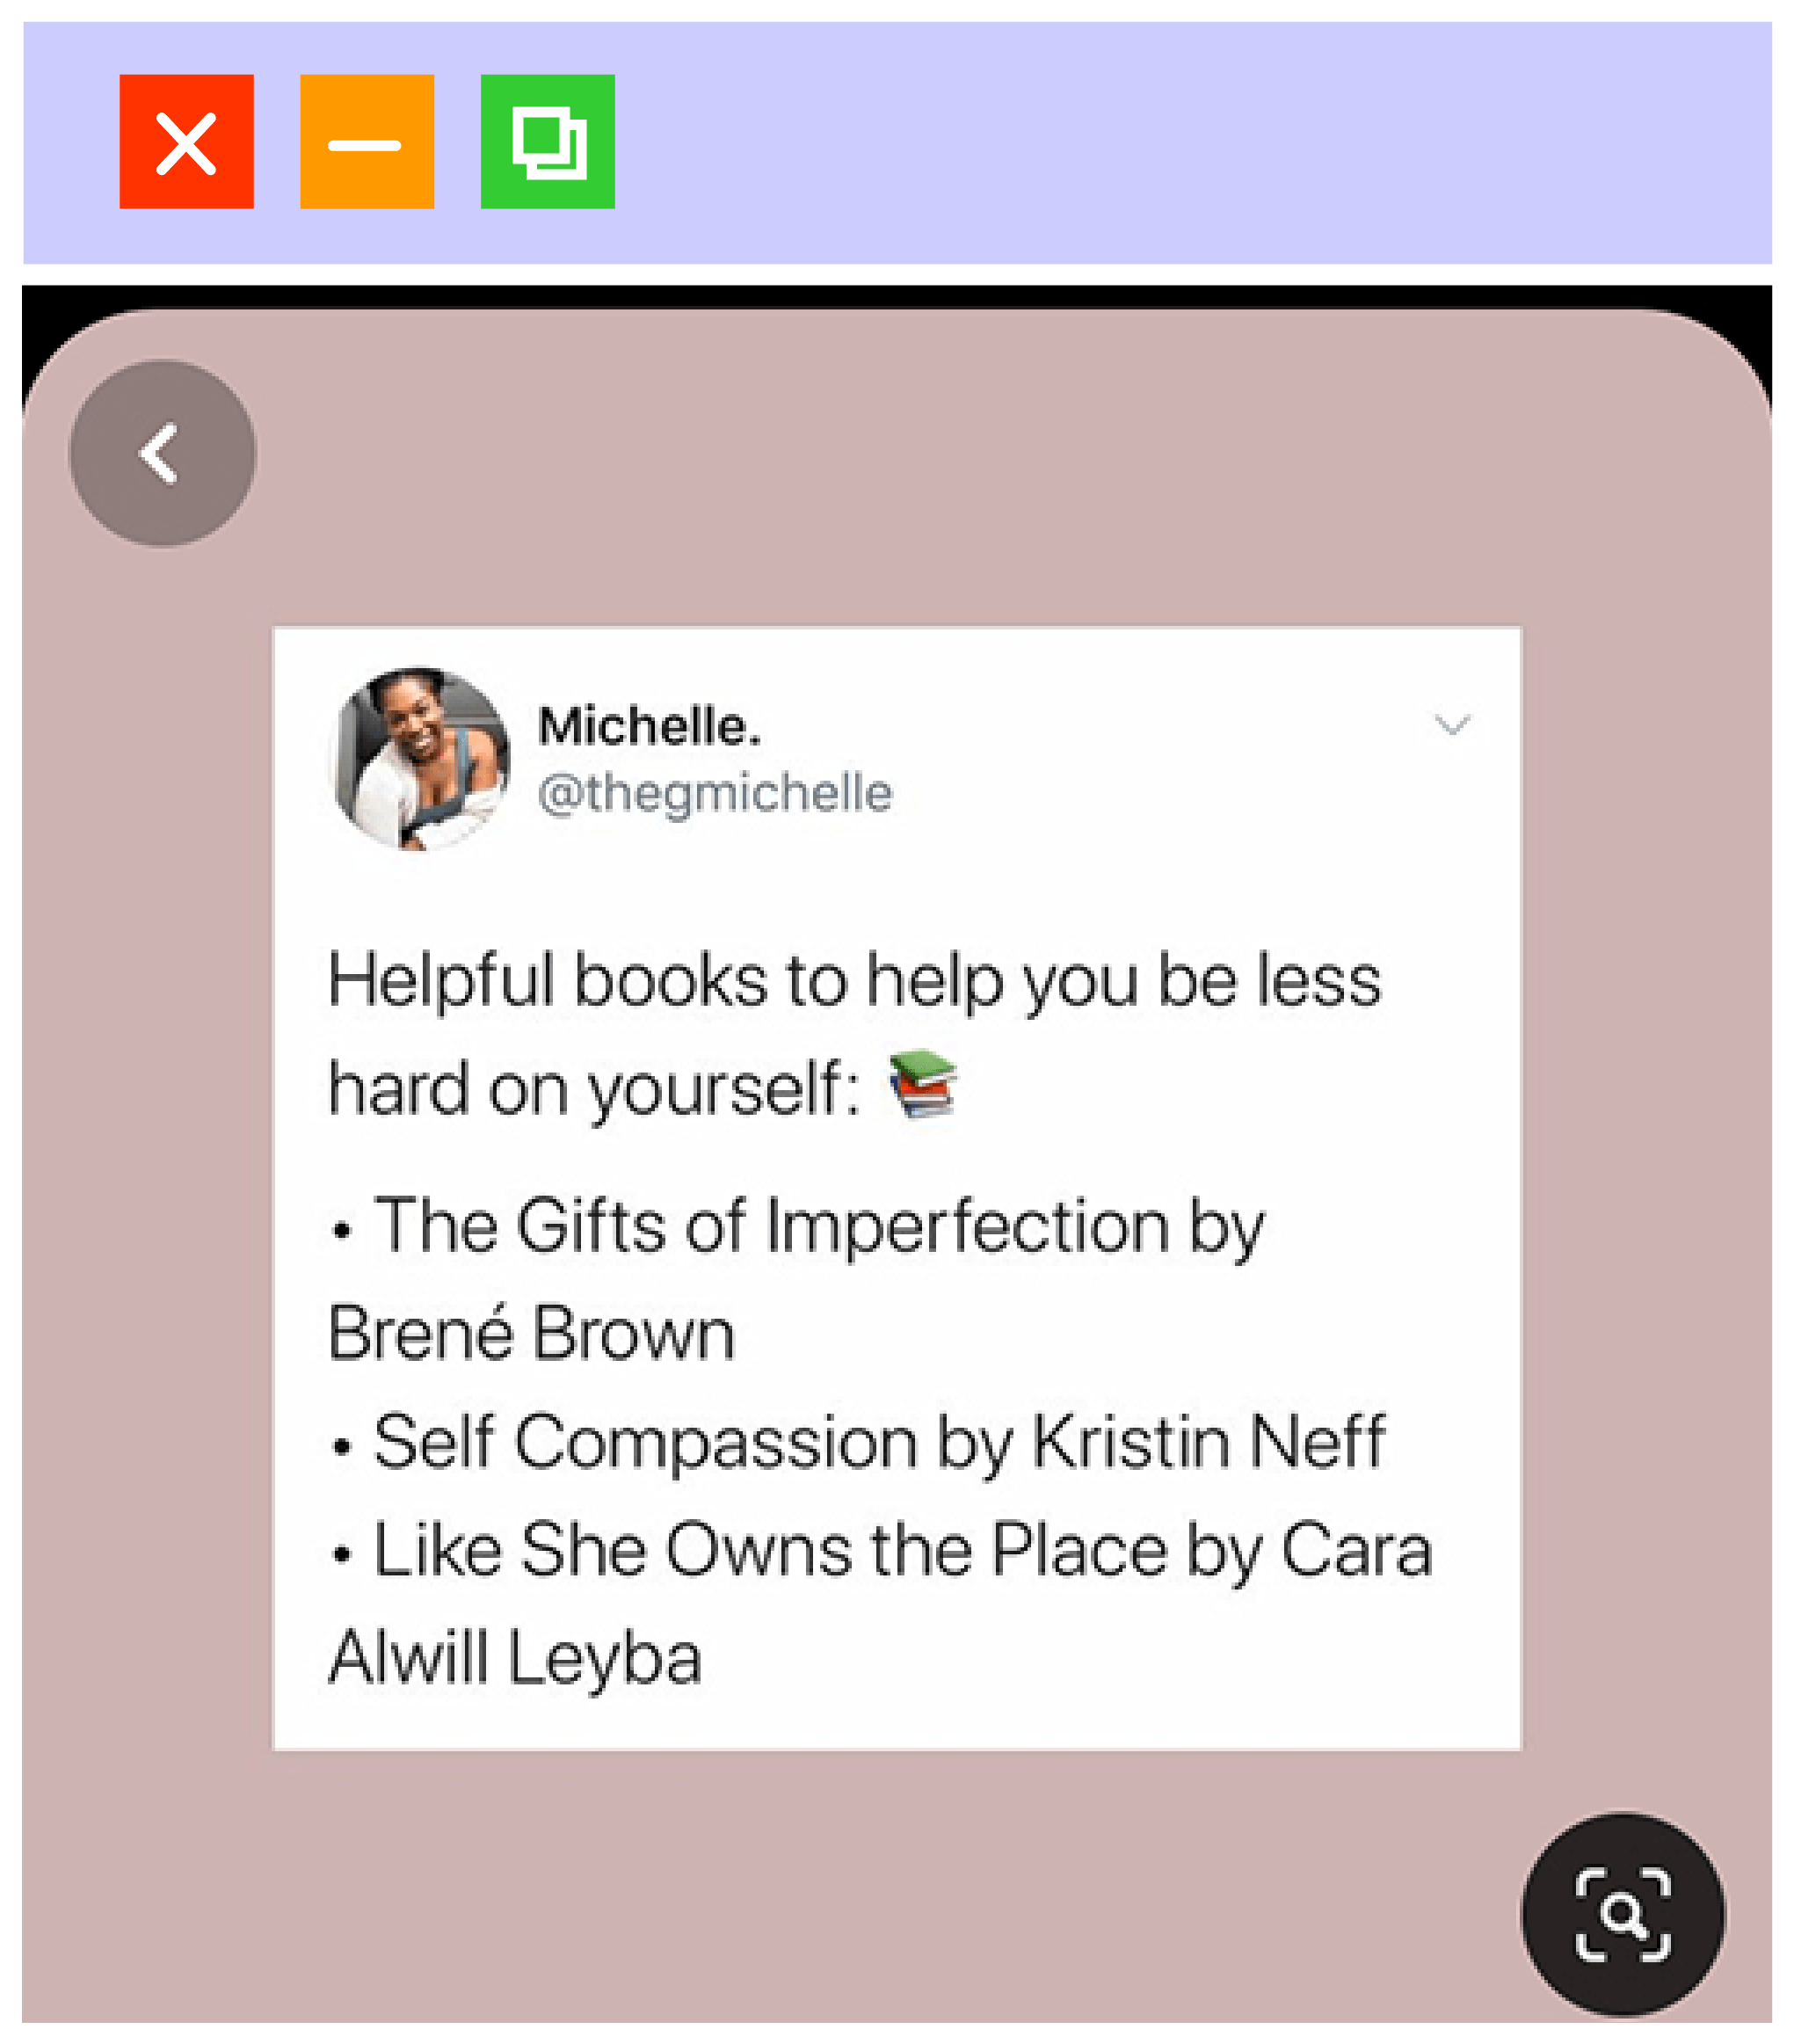 Michelle.
@thegmichelle
Helpful books to help you be less
hard on yourself: 📚
• The Gifts of Imperfection by
Brené Brown
• Self Compassion by Kristin Neff
• Like She Owns the Place by Cara
Alwill Leyba